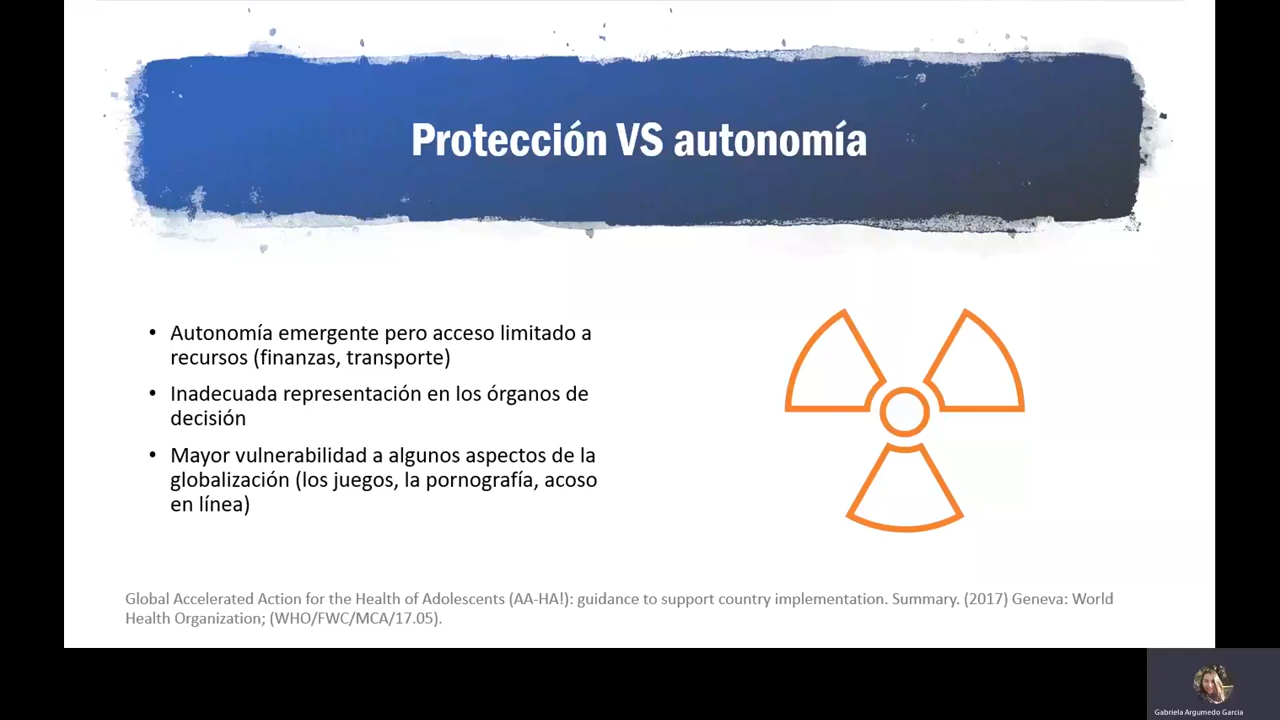 Protección VS autonomía
• Autonomía emergente pero acceso limitado a
recursos (finanzas, transporte)
• Inadecuada representación en los órganos de
decisión
• Mayor vulnerabilidad a algunos aspectos de la
globalización (los juegos, la pornografía, acoso
en línea)
Global Accelerated Action for the Health of Adolescents (AA-HA!): guidance to support country implementation. Summary. (2017) Geneva: World
Health Organization; (WHO/FWC/MCA/17.05).
Gabriela Argumedo Garcia